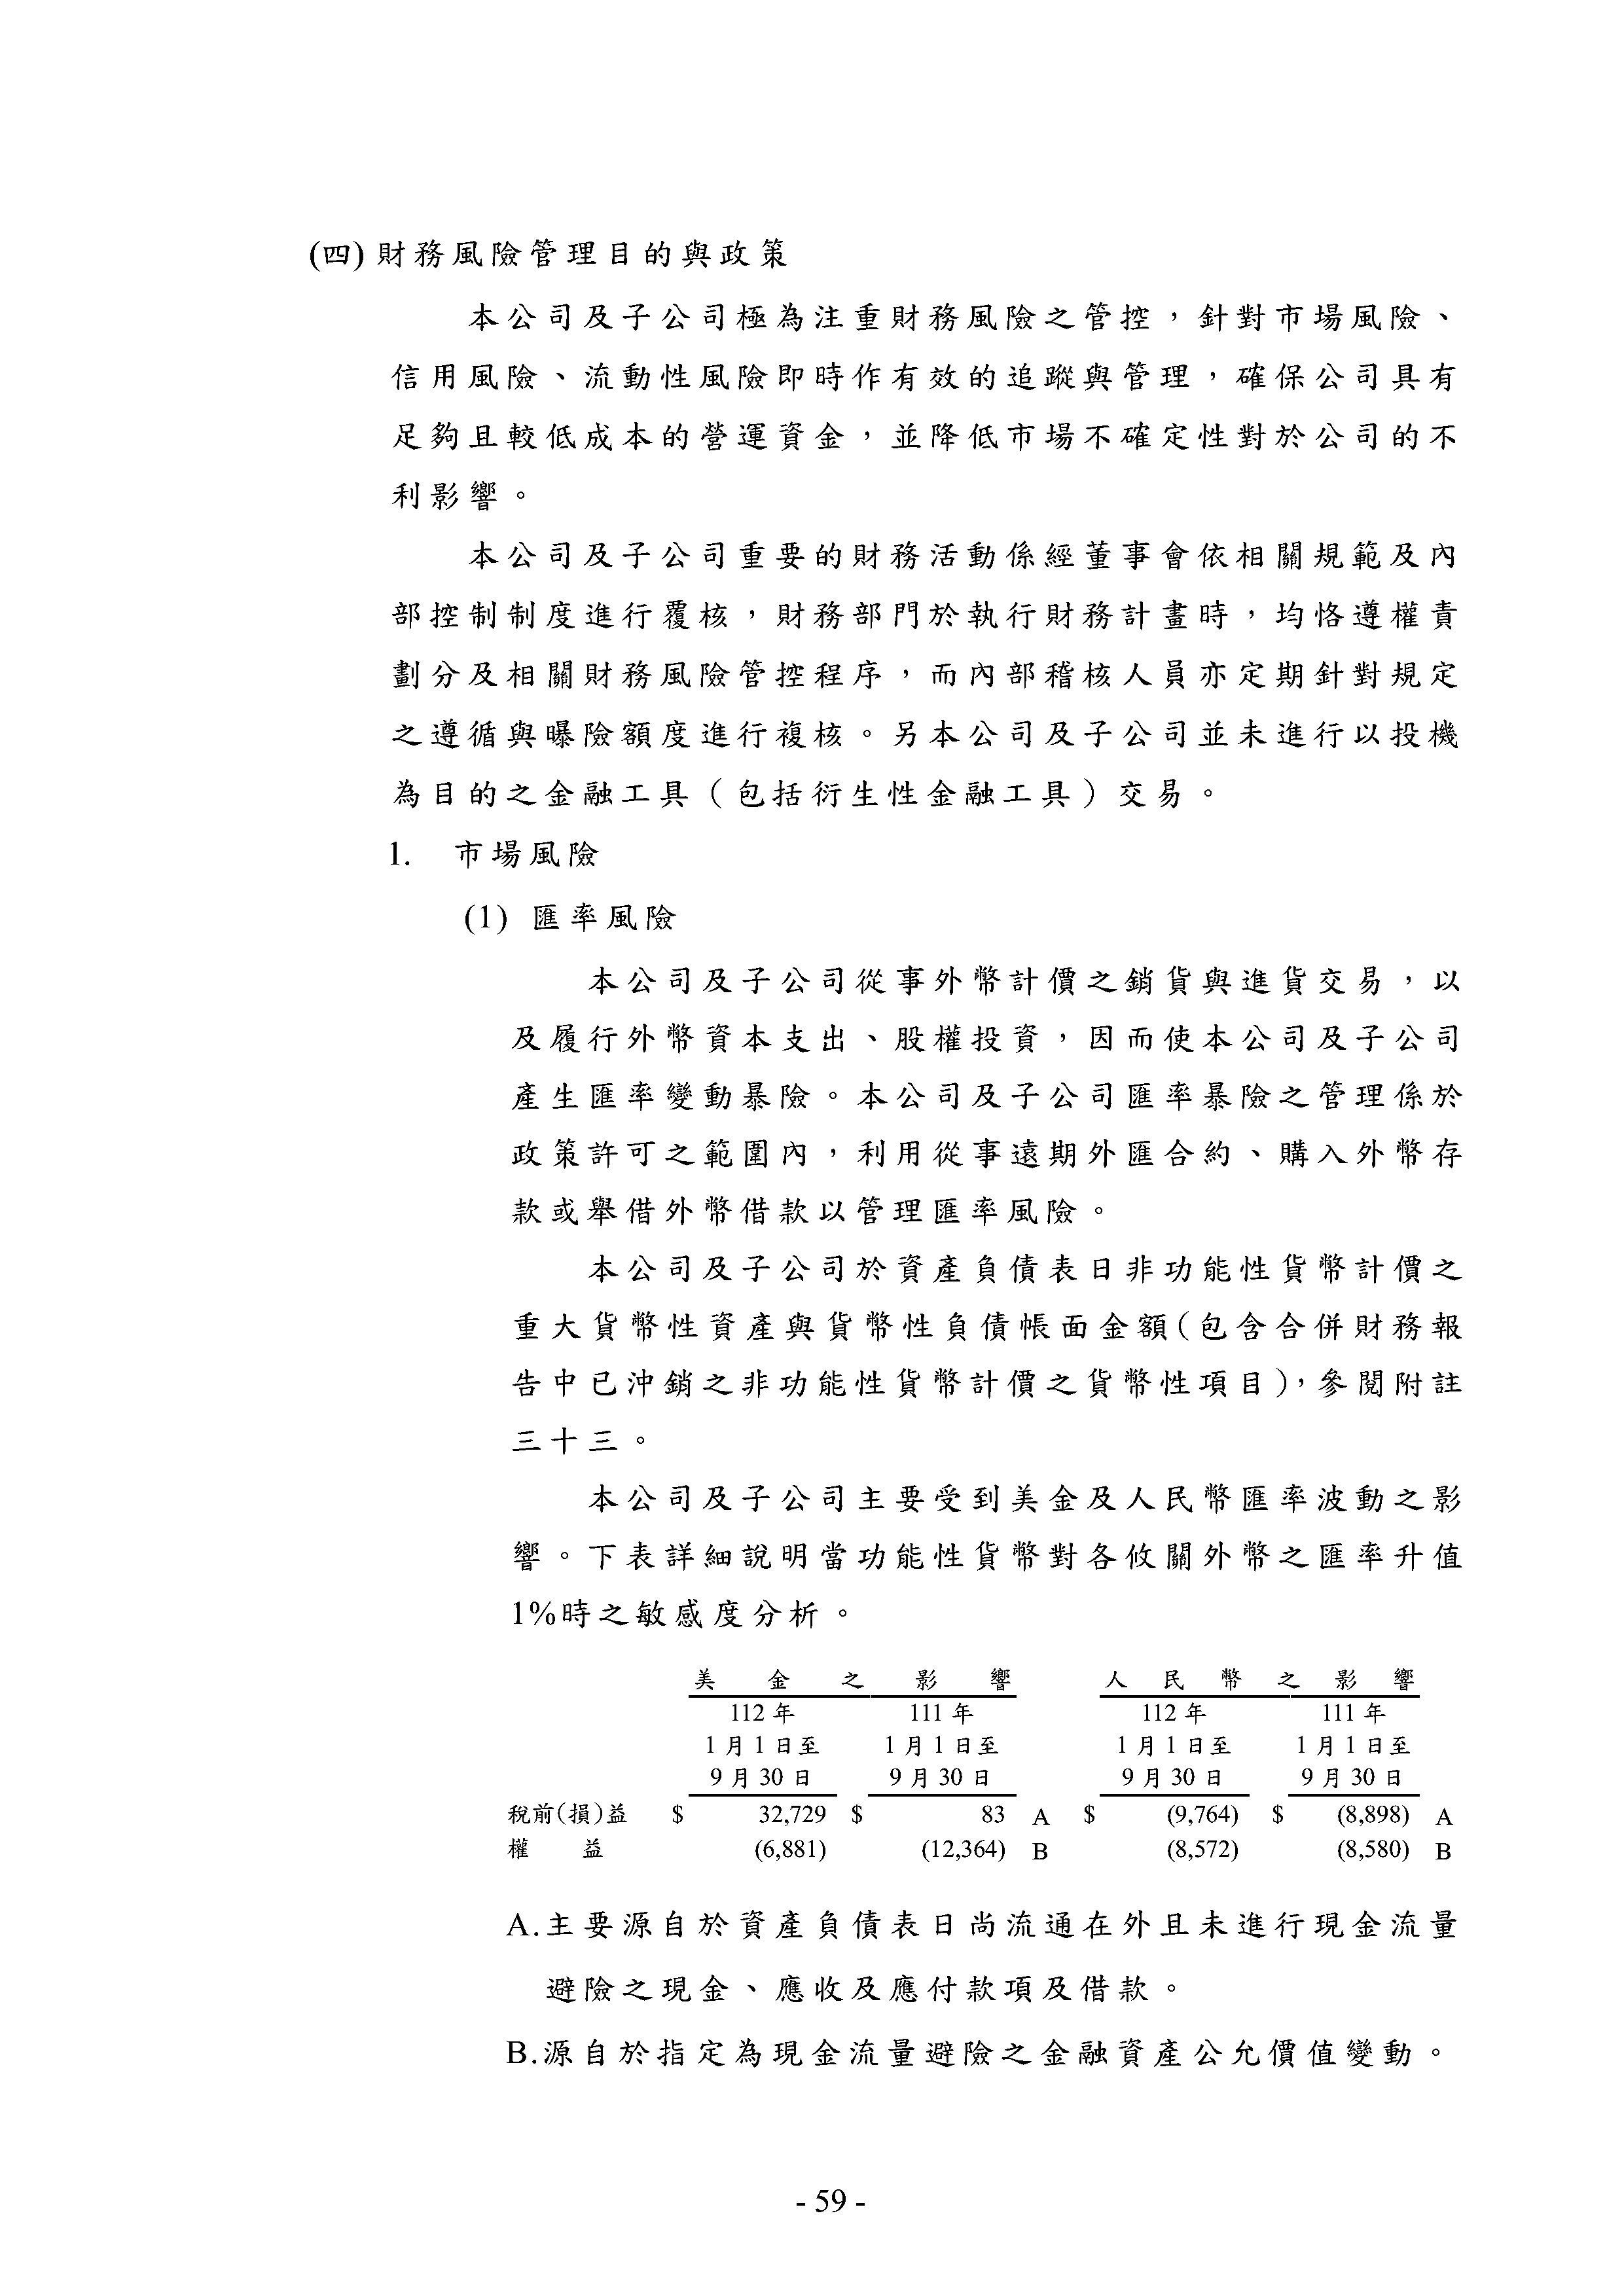 (四) 財務風險管理目的與政策
本公司及子公司極為注重財務風險之管控，針對市場風險、
信用風險、流動性風險即時作有效的追蹤與管理，確保公司具有
足夠且較低成本的營運資金，並降低市場不確定性對於公司的不
利影響。
本公司及子公司重要的財務活動係經董事會依相關規範及內
部控制制度進行覆核，財務部門於執行財務計畫時，均恪遵權責
劃分及相關財務風險管控程序，而內部稽核人員亦定期針對規定
之遵循與曝險額度進行複核。另本公司及子公司並未進行以投機
為目的之金融工具（包括衍生性金融工具）交易。
1. 市場風險
(1) 匯率風險
本公司及子公司從事外幣計價之銷貨與進貨交易，以
及履行外幣資本支出、股權投資，因而使本公司及子公司
產生匯率變動暴險。本公司及子公司匯率暴險之管理係於
政策許可之範圍內，利用從事遠期外匯合約、購入外幣存
款或舉借外幣借款以管理匯率風險。
本公司及子公司於資產負債表日非功能性貨幣計價之
重大貨幣性資產與貨幣性負債帳面金額(包含合併財務報
告中已沖銷之非功能性貨幣計價之貨幣性項目)，參閱附註
三十三。
本公司及子公司主要受到美金及人民幣匯率波動之影
響。下表詳細說明當功能性貨幣對各攸關外幣之匯率升值
1%時之敏感度分析。
美金之影響 人民幣之影響
112 年 111 年 112 年 111 年
1 月 1 日至 1 月 1 日至 1 月 1 日至 1 月 1 日至
9 月 30 日 9 月 30 日 9 月 30 日 9 月 30 日
稅前(損)益 $ 32,729 $ 83 A $ (9,764) $ (8,898) A
權益 (6,881) (12,364) B (8,572) (8,580) B
A.主要源自於資產負債表日尚流通在外且未進行現金流量
避險之現金、應收及應付款項及借款。
B.源自於指定為現金流量避險之金融資產公允價值變動。
- 59 -